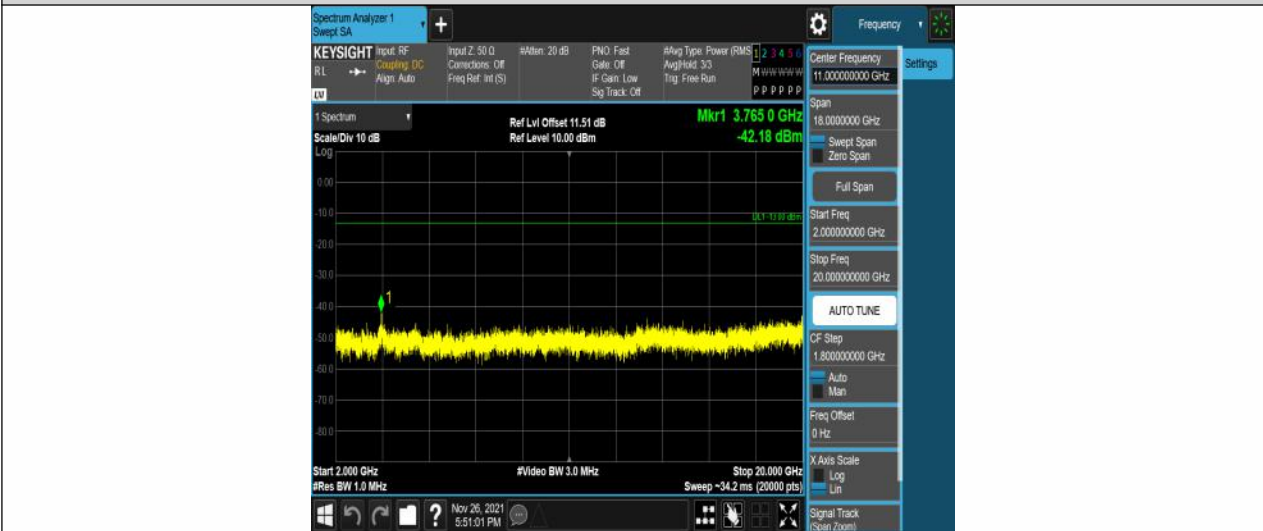 Spectrum Analyzer 1
Swept SA
+
Frequency
KEYSIGHT
RL
LV
Input: RF
Coupling: DC
Align: Auto
Input Z: 50 Ω
Corrections: Off
Freq Ref: Int (S)
#Atten: 20 dB
PNO: Fast
Gate: Off
IF Gain: Low
Sig Track: Off
#Avg Type: Power (RMS
Avg|Hold: 3/3
Trig: Free Run
1 2 3 4 5 6
M W W W W W
P P P P P P
1 Spectrum
Scale/Div 10 dB
Ref Lvl Offset 11.51 dB
Ref Level 10.00 dBm
Mkr1 3.765 0 GHz
-42.18 dBm
Log
0.00
-10.0
DL1 -13.00 dBm
-20.0
-30.0
1
-40.0
-50.0
-60.0
-70.0
-80.0
Start 2.000 GHz
#Video BW 3.0 MHz
Stop 20.000 GHz
#Res BW 1.0 MHz
Sweep ~34.2 ms (20000 pts)
?
Nov 26, 2021
5:51:01 PM
Center Frequency
11.000000000 GHz
Settings
Span
18.0000000 GHz
Swept Span
Zero Span
Full Span
Start Freq
2.000000000 GHz
Stop Freq
20.000000000 GHz
AUTO TUNE
CF Step
1.800000000 GHz
Auto
Man
Freq Offset
0 Hz
X Axis Scale
Log
Lin
Signal Track
(Span Zoom)